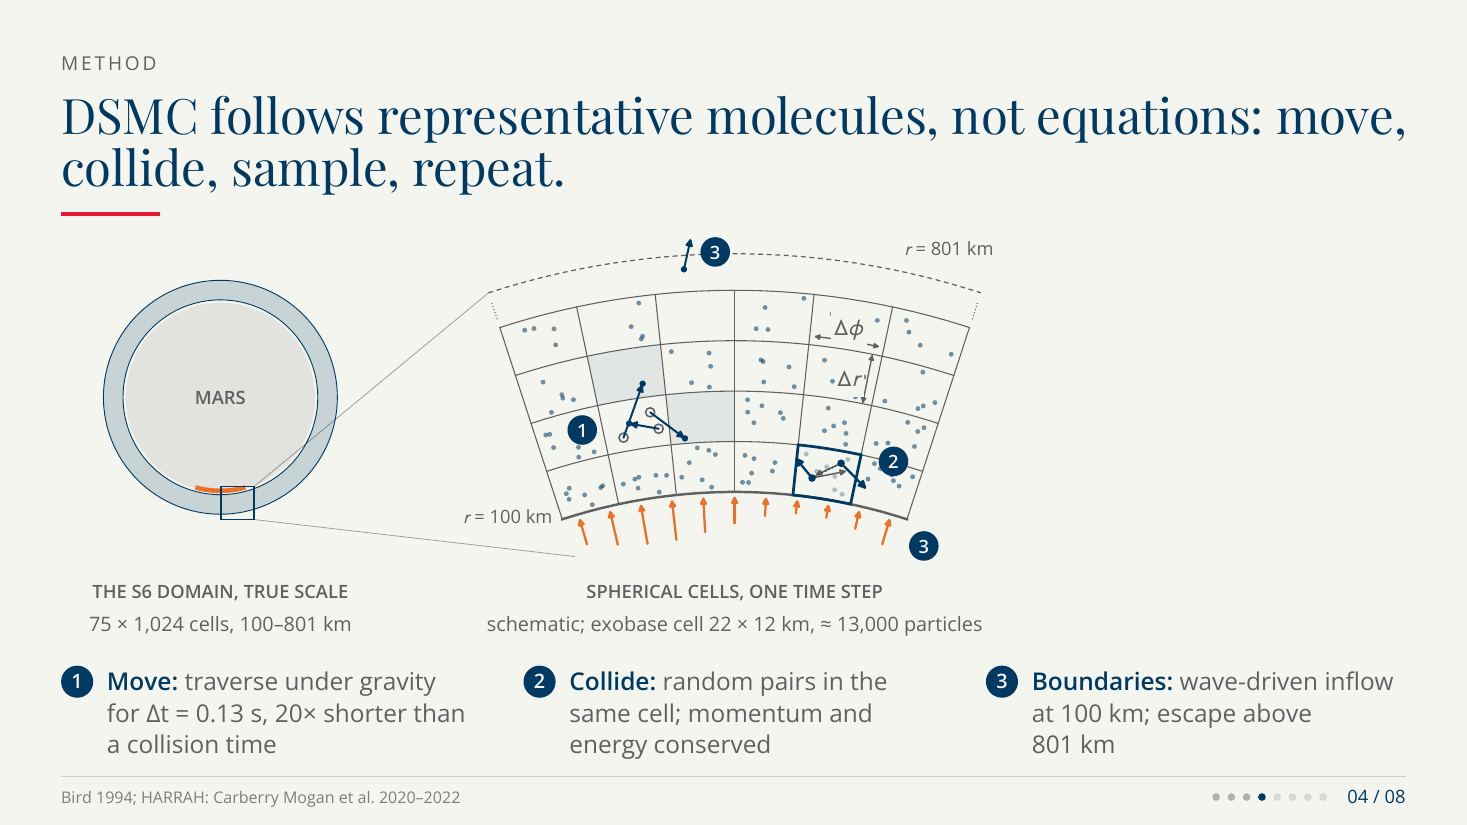 METHOD
DSMC follows representative molecules, not equations: move,
collide, sample, repeat.
3
r = 801 km
Δϕ
Δr
MARS
1
2
r = 100 km
3
THE S6 DOMAIN, TRUE SCALE
75 × 1,024 cells, 100–801 km
SPHERICAL CELLS, ONE TIME STEP
schematic; exobase cell 22 × 12 km, ≈ 13,000 particles
1 Move: traverse under gravity
for Δt = 0.13 s, 20× shorter than
a collision time
2 Collide: random pairs in the
same cell; momentum and
energy conserved
3 Boundaries: wave-driven inflow
at 100 km; escape above
801 km
Bird 1994; HARRAH: Carberry Mogan et al. 2020–2022
04 / 08